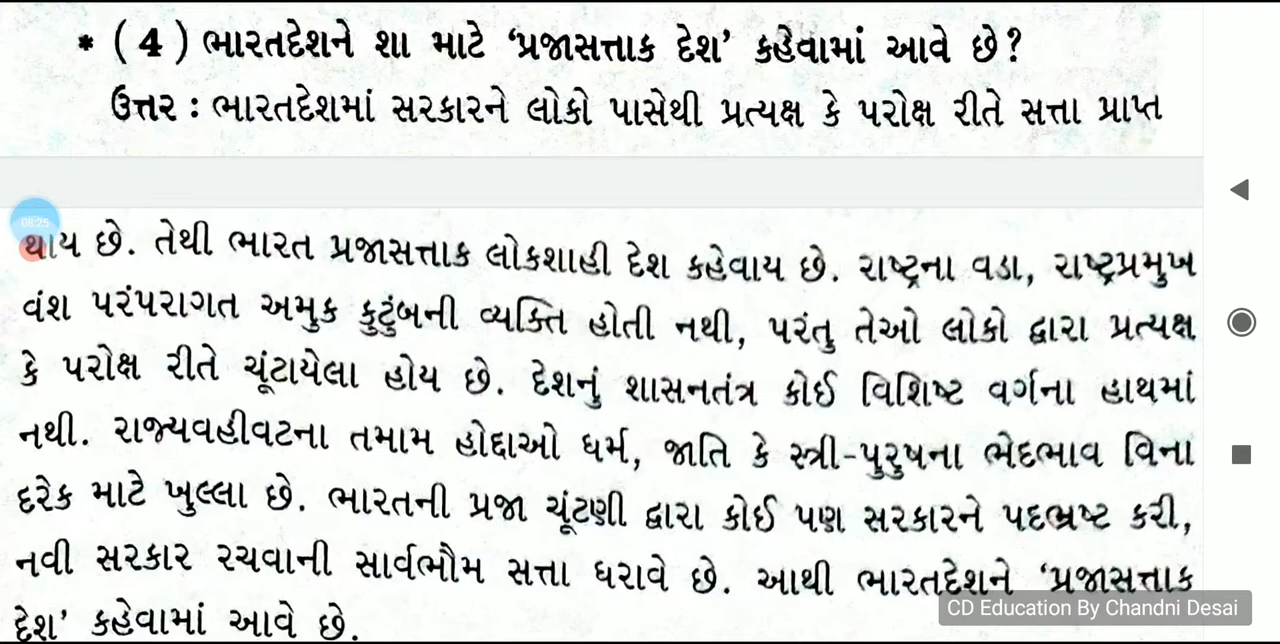 * (4) ભારતદેશને શા માટે ‘પ્રજાસત્તાક દેશ’ કહેવામાં આવે છે?
ઉત્તર : ભારતદેશમાં સરકારને લોકો પાસેથી પ્રત્યક્ષ કે પરોક્ષ રીતે સત્તા પ્રાપ્ત
08:25
થાય છે. તેથી ભારત પ્રજાસત્તાક લોકશાહી દેશ કહેવાય છે. રાષ્ટ્રના વડા, રાષ્ટ્રપ્રમુખ
વંશ પરંપરાગત અમુક કુટુંબની વ્યક્તિ હોતી નથી, પરંતુ તેઓ લોકો દ્વારા પ્રત્યક્ષ
કે પરોક્ષ રીતે ચૂંટાયેલા હોય છે. દેશનું શાસનતંત્ર કોઈ વિશિષ્ટ વર્ગના હાથમાં
નથી. રાજ્યવહીવટના તમામ હોદ્દાઓ ધર્મ, જાતિ કે સ્ત્રી-પુરુષના ભેદભાવ વિના
દરેક માટે ખુલ્લા છે. ભારતની પ્રજા ચૂંટણી દ્વારા કોઈ પણ સરકારને પદભ્રષ્ટ કરી,
નવી સરકાર રચવાની સાર્વભૌમ સત્તા ધરાવે છે. આથી ભારતદેશને ‘પ્રજાસત્તાક
દેશ’ કહેવામાં આવે છે.
CD Education By Chandni Desai